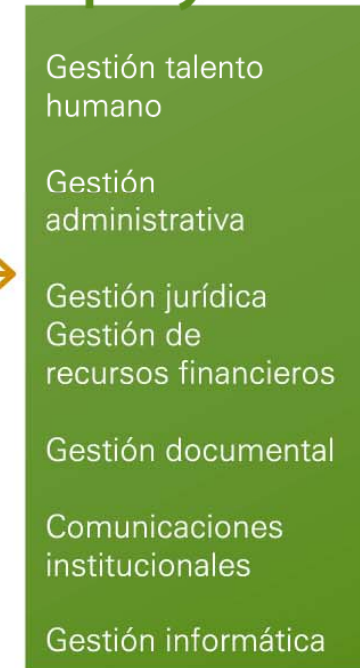 Gestión talento
humano
Gestión
administrativa
Gestión jurídica
Gestión de
recursos financieros
Gestión documental
Comunicaciones
institucionales
Gestión informática